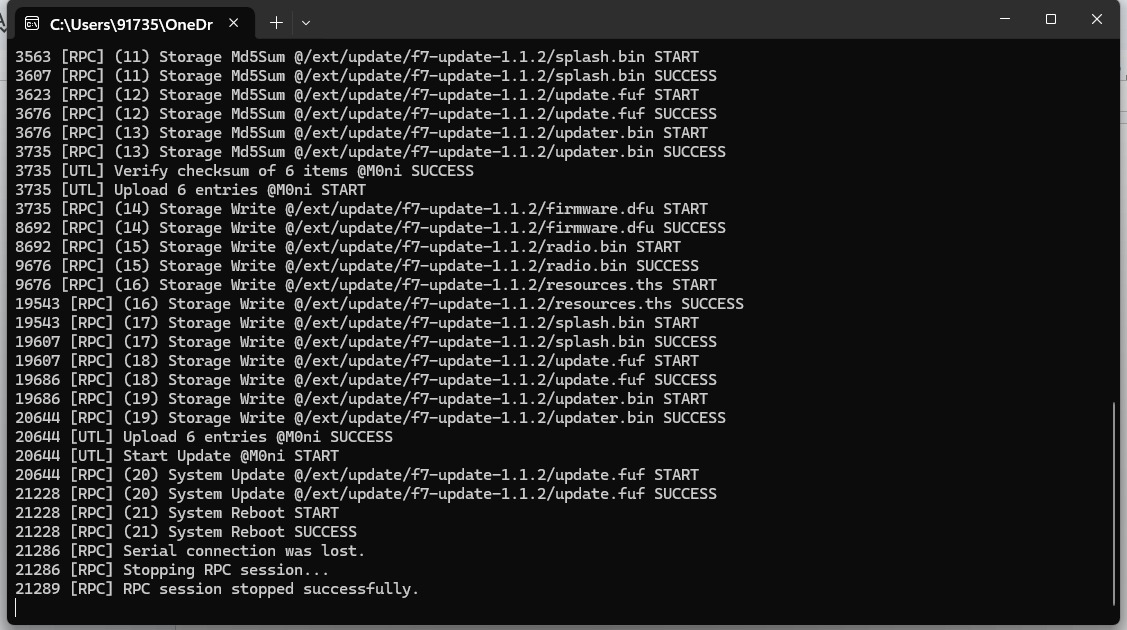 C:\Users\91735\OneDr
3563 [RPC] (11) Storage Md5Sum @/ext/update/f7-update-1.1.2/splash.bin START
3607 [RPC] (11) Storage Md5Sum @/ext/update/f7-update-1.1.2/splash.bin SUCCESS
3623 [RPC] (12) Storage Md5Sum @/ext/update/f7-update-1.1.2/update.fuf START
3676 [RPC] (12) Storage Md5Sum @/ext/update/f7-update-1.1.2/update.fuf SUCCESS
3676 [RPC] (13) Storage Md5Sum @/ext/update/f7-update-1.1.2/updater.bin START
3735 [RPC] (13) Storage Md5Sum @/ext/update/f7-update-1.1.2/updater.bin SUCCESS
3735 [UTL] Verify checksum of 6 items @M0ni SUCCESS
3735 [UTL] Upload 6 entries @M0ni START
3735 [RPC] (14) Storage Write @/ext/update/f7-update-1.1.2/firmware.dfu START
8692 [RPC] (14) Storage Write @/ext/update/f7-update-1.1.2/firmware.dfu SUCCESS
8692 [RPC] (15) Storage Write @/ext/update/f7-update-1.1.2/radio.bin START
9676 [RPC] (15) Storage Write @/ext/update/f7-update-1.1.2/radio.bin SUCCESS
9676 [RPC] (16) Storage Write @/ext/update/f7-update-1.1.2/resources.ths START
19543 [RPC] (16) Storage Write @/ext/update/f7-update-1.1.2/resources.ths SUCCESS
19543 [RPC] (17) Storage Write @/ext/update/f7-update-1.1.2/splash.bin START
19607 [RPC] (17) Storage Write @/ext/update/f7-update-1.1.2/splash.bin SUCCESS
19607 [RPC] (18) Storage Write @/ext/update/f7-update-1.1.2/update.fuf START
19686 [RPC] (18) Storage Write @/ext/update/f7-update-1.1.2/update.fuf SUCCESS
19686 [RPC] (19) Storage Write @/ext/update/f7-update-1.1.2/updater.bin START
20644 [RPC] (19) Storage Write @/ext/update/f7-update-1.1.2/updater.bin SUCCESS
20644 [UTL] Upload 6 entries @M0ni SUCCESS
20644 [UTL] Start Update @M0ni START
20644 [RPC] (20) System Update @/ext/update/f7-update-1.1.2/update.fuf START
21228 [RPC] (20) System Update @/ext/update/f7-update-1.1.2/update.fuf SUCCESS
21228 [RPC] (21) System Reboot START
21228 [RPC] (21) System Reboot SUCCESS
21286 [RPC] Serial connection was lost.
21286 [RPC] Stopping RPC session...
21289 [RPC] RPC session stopped successfully.